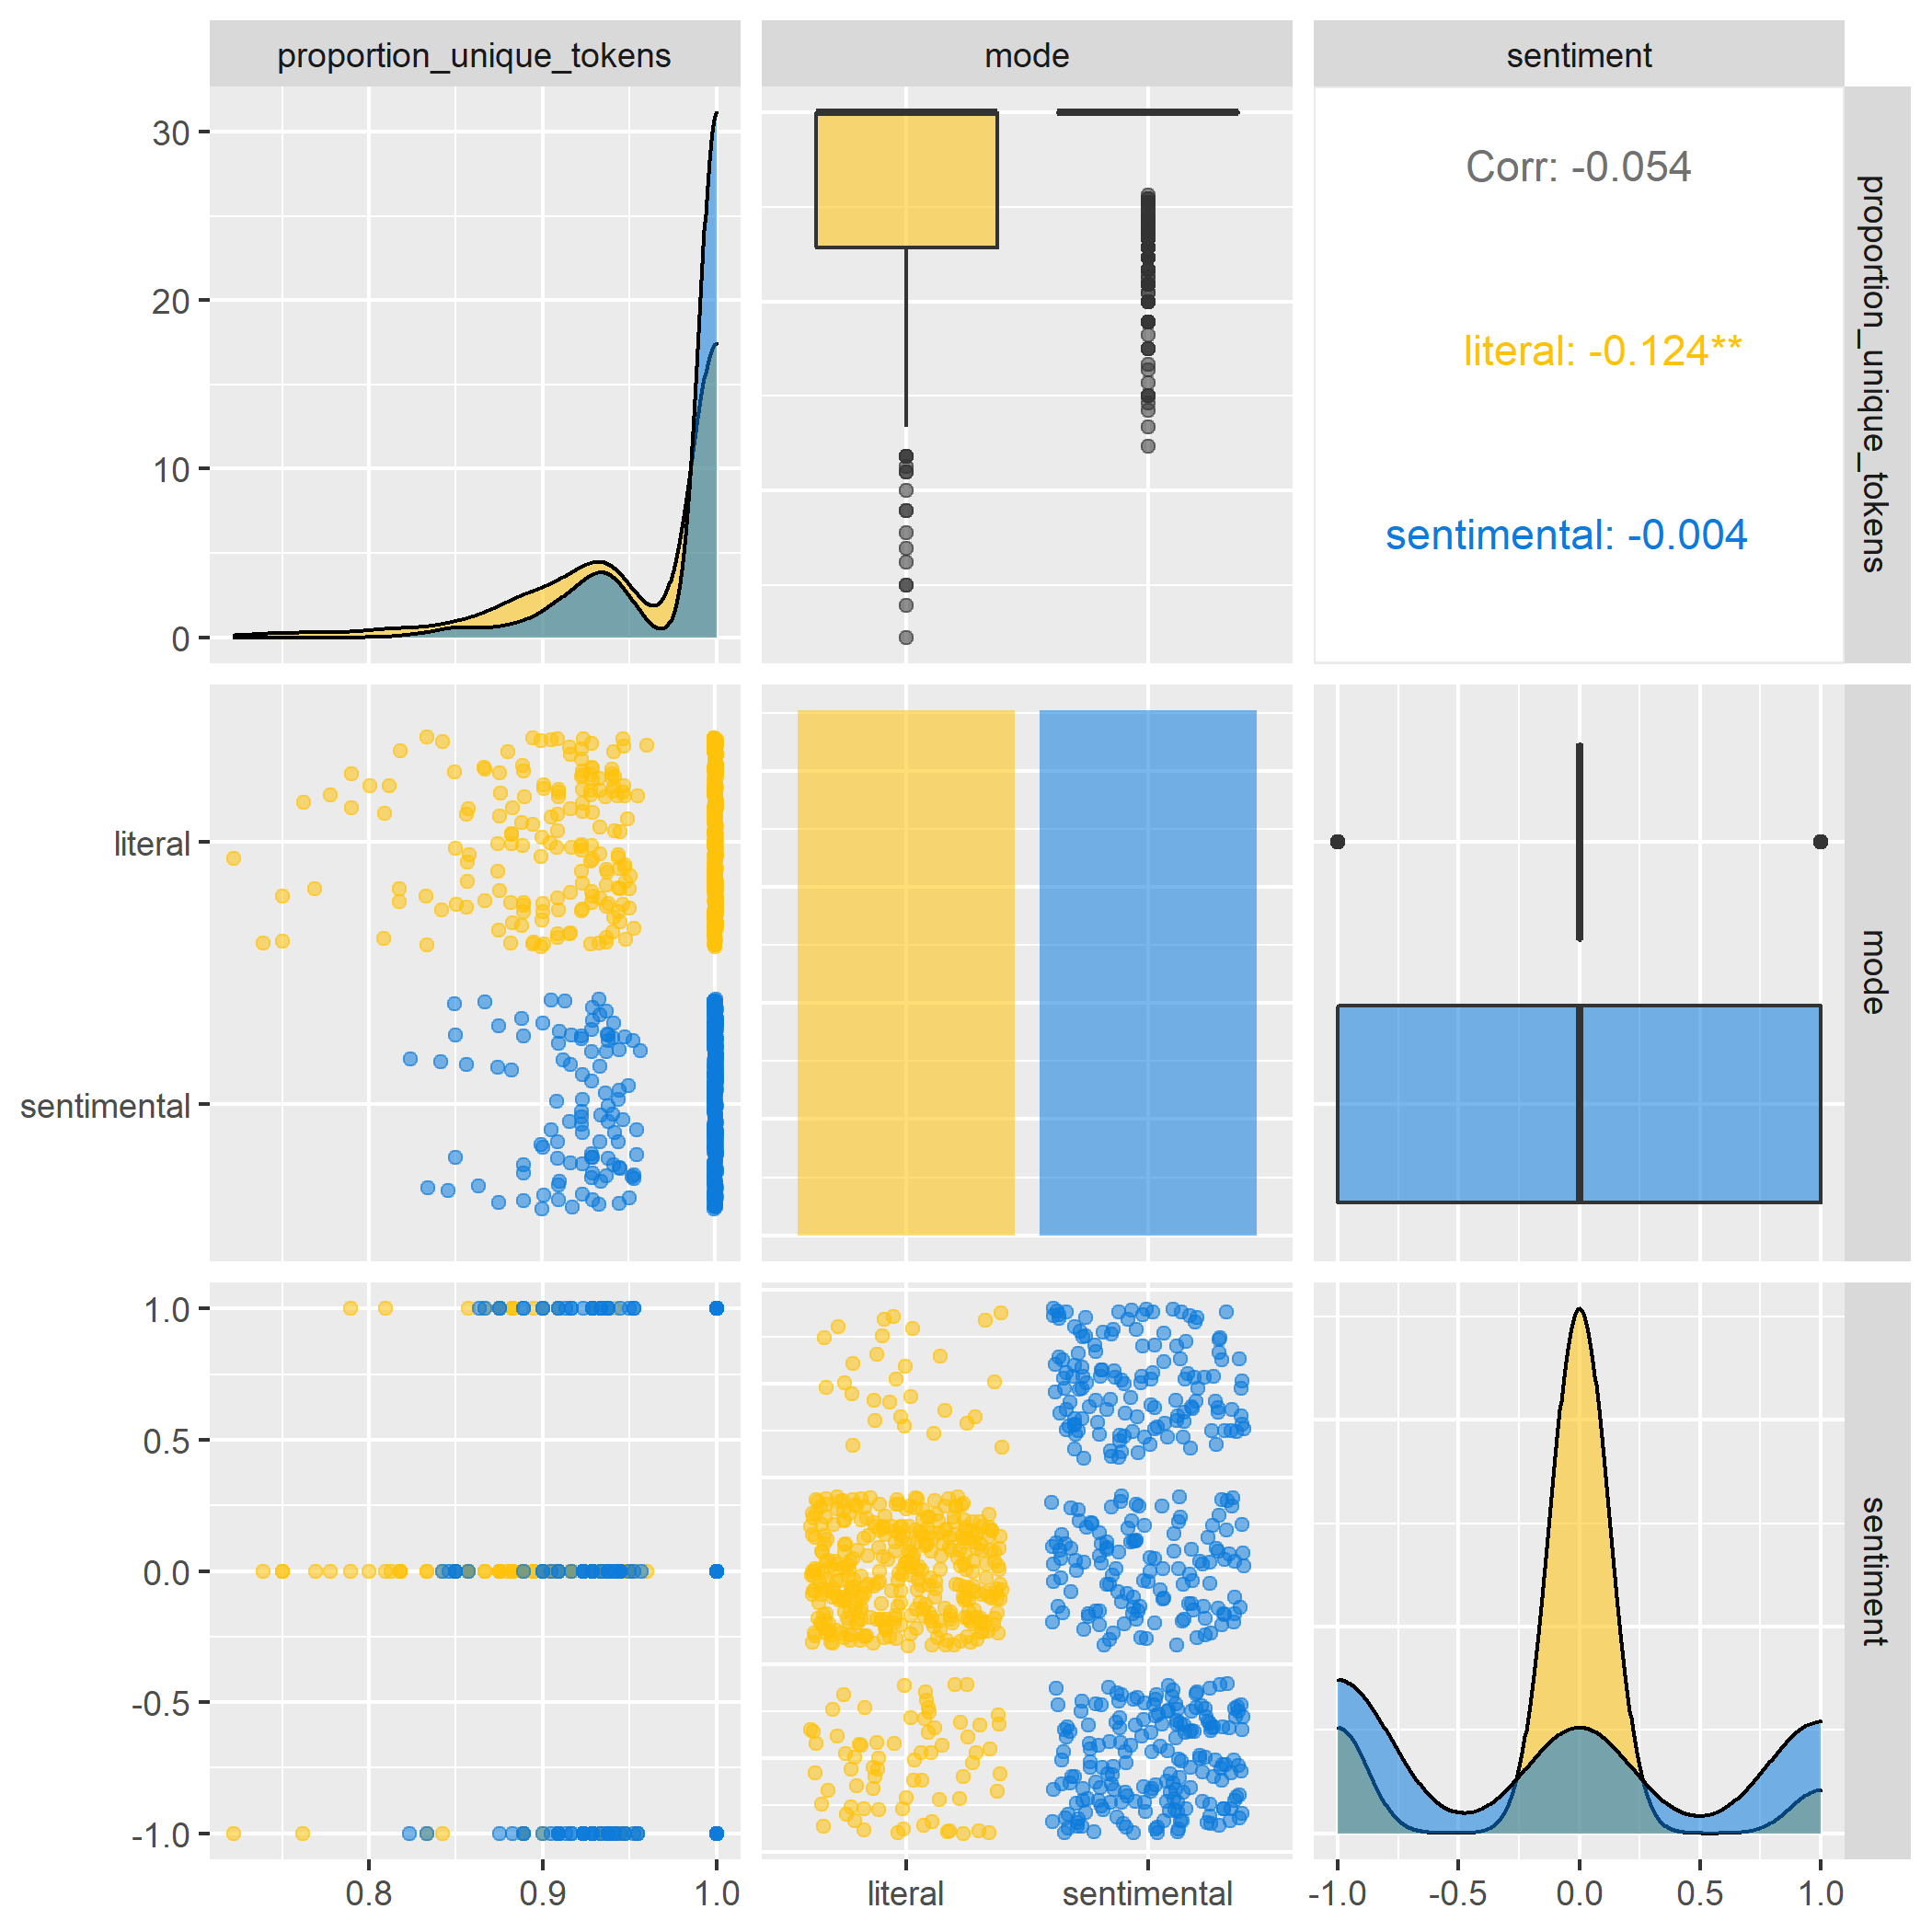 proportion_unique_tokens
mode
sentiment
30
20
10
0
Corr: -0.054
literal: -0.124**
sentimental: -0.004
proportion_unique_tokens
literal
sentimental
mode
1.0
0.5
0.0
-0.5
-1.0
sentiment
0.8 0.9 1.0
literal sentimental
-1.0 -0.5 0.0 0.5 1.0